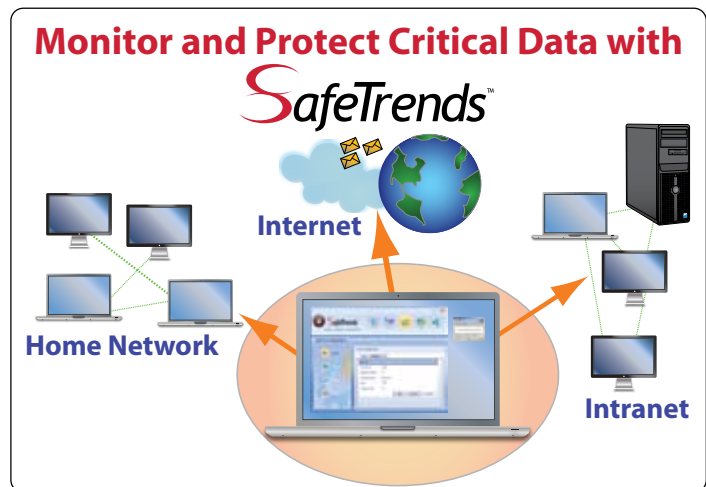 Monitor and Protect Critical Data with
SafeTrends™
Internet
Home Network
Intranet